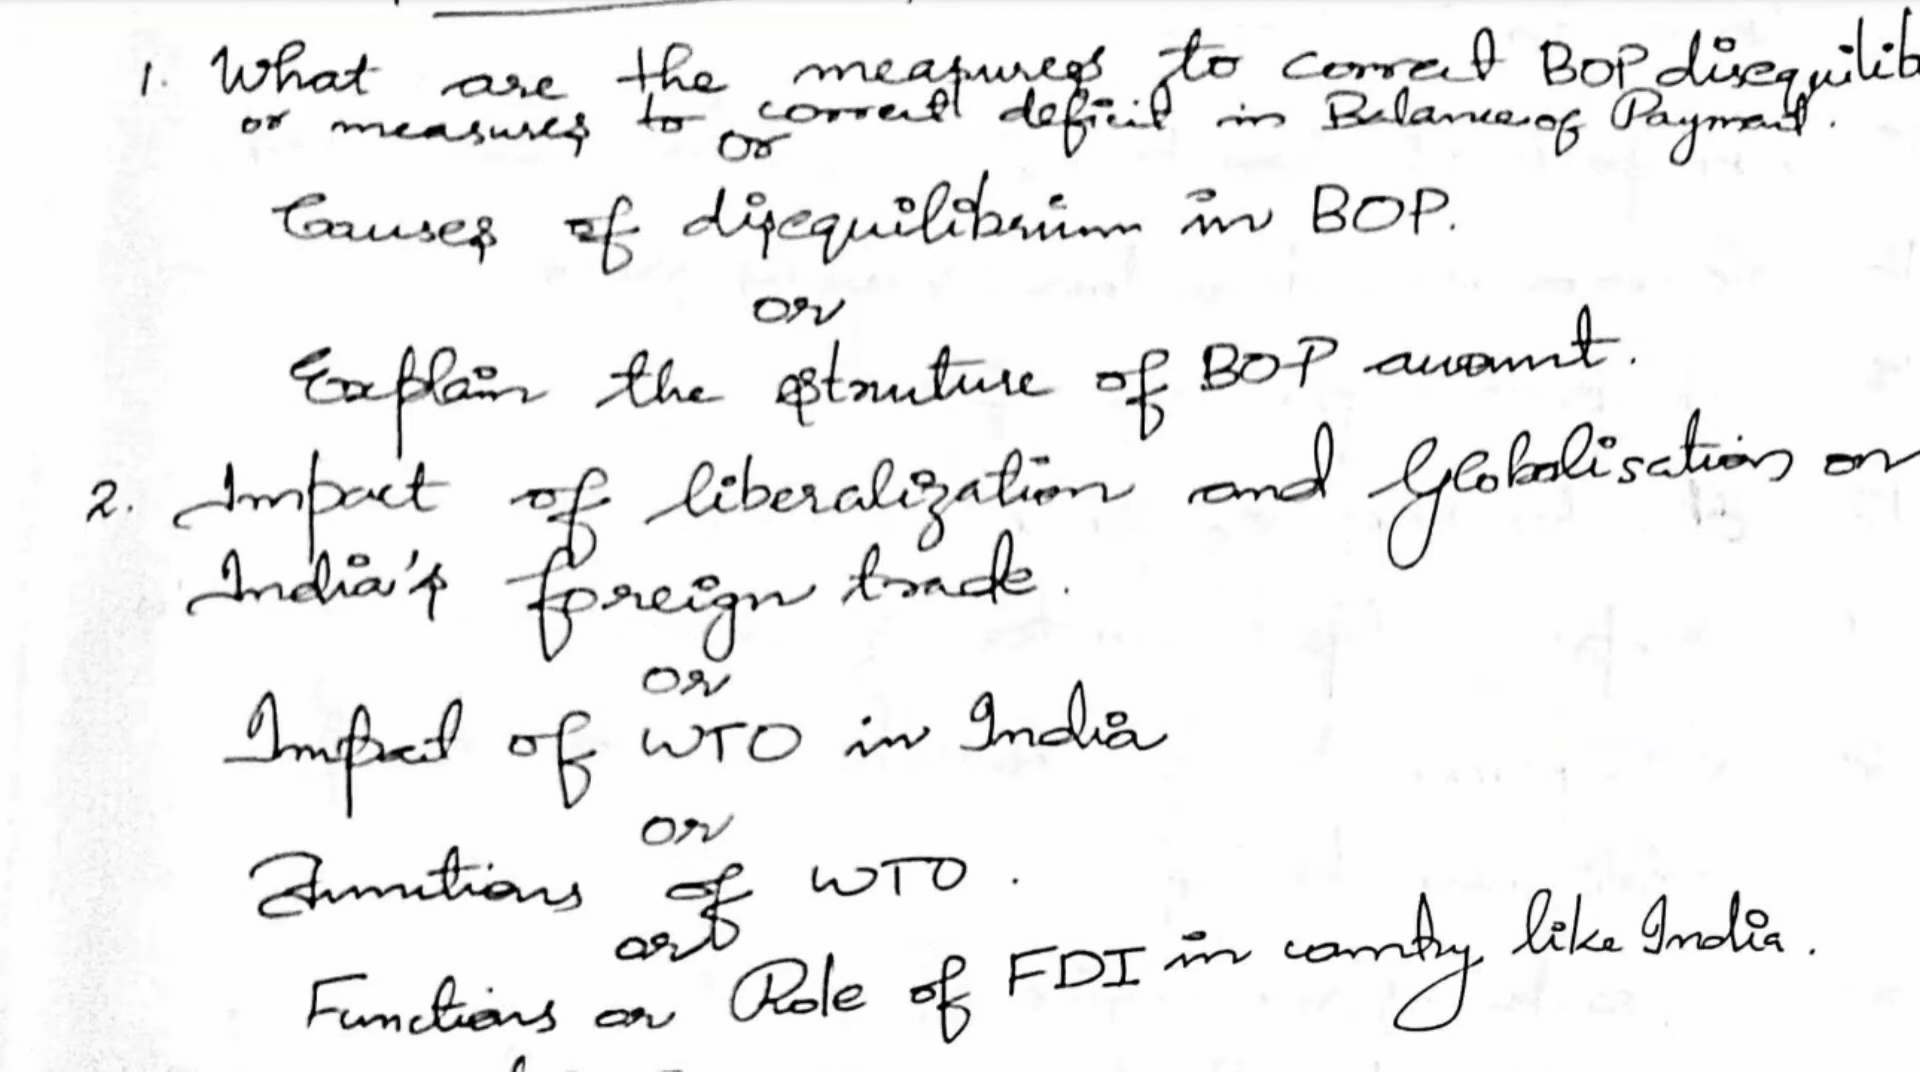 1. What are the measures to correct BOP disequilib
or measures to correct deficit in Balance of Payment.
or
Causes of disequilibrium in BOP.
or
Explain the structure of BOP account.
2. Impact of liberalization and Globalisation on
India's foreign trade.
or
Impact of WTO in India
or
Functions of WTO.
or
Functions or Role of FDI in country like India.